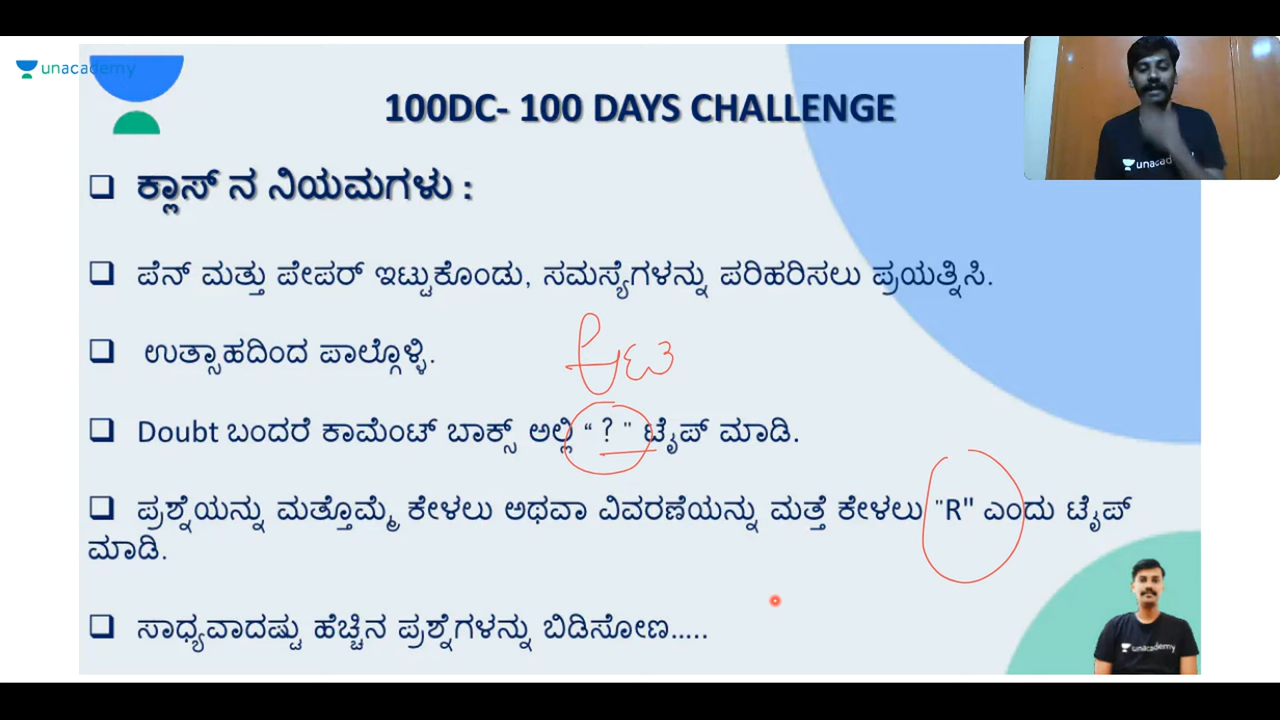 unacademy
100DC- 100 DAYS CHALLENGE
❑ ಕ್ಲಾಸ್ ನ ನಿಯಮಗಳು :
❑ ಪೆನ್ ಮತ್ತು ಪೇಪರ್ ಇಟ್ಟುಕೊಂಡು, ಸಮಸ್ಯೆಗಳನ್ನು ಪರಿಹರಿಸಲು ಪ್ರಯತ್ನಿಸಿ.
❑ ಉತ್ಸಾಹದಿಂದ ಪಾಲ್ಗೊಳ್ಳಿ.
❑ Doubt ಬಂದರೆ ಕಾಮೆಂಟ್ ಬಾಕ್ಸ್ ಅಲ್ಲಿ “ ? " ಟೈಪ್ ಮಾಡಿ.
❑ ಪ್ರಶ್ನೆಯನ್ನು ಮತ್ತೊಮ್ಮೆ ಕೇಳಲು ಅಥವಾ ವಿವರಣೆಯನ್ನು ಮತ್ತೆ ಕೇಳಲು "R" ಎಂದು ಟೈಪ್
ಮಾಡಿ.
❑ ಸಾಧ್ಯವಾದಷ್ಟು ಹೆಚ್ಚಿನ ಪ್ರಶ್ನೆಗಳನ್ನು ಬಿಡಿಸೋಣ.....
unacademy